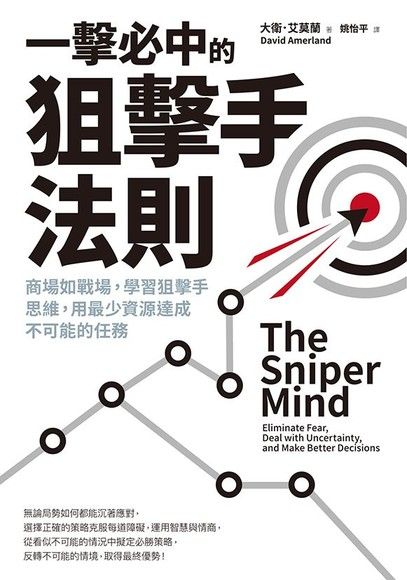 一擊必中的
狙擊手
法則
大衛・艾莫蘭 著 姚怡平 譯
David Amerland
商場如戰場，學習狙擊手
思維，用最少資源達成
不可能的任務
The
Sniper
Mind
Eliminate Fear,
Deal with Uncertainty,
and Make Better Decisions
無論局勢如何都能沉著應對，
選擇正確的策略克服每道障礙，運用智慧與情商，
從看似不可能的情況中擬定必勝策略，
反轉不可能的情境，取得最終優勢！